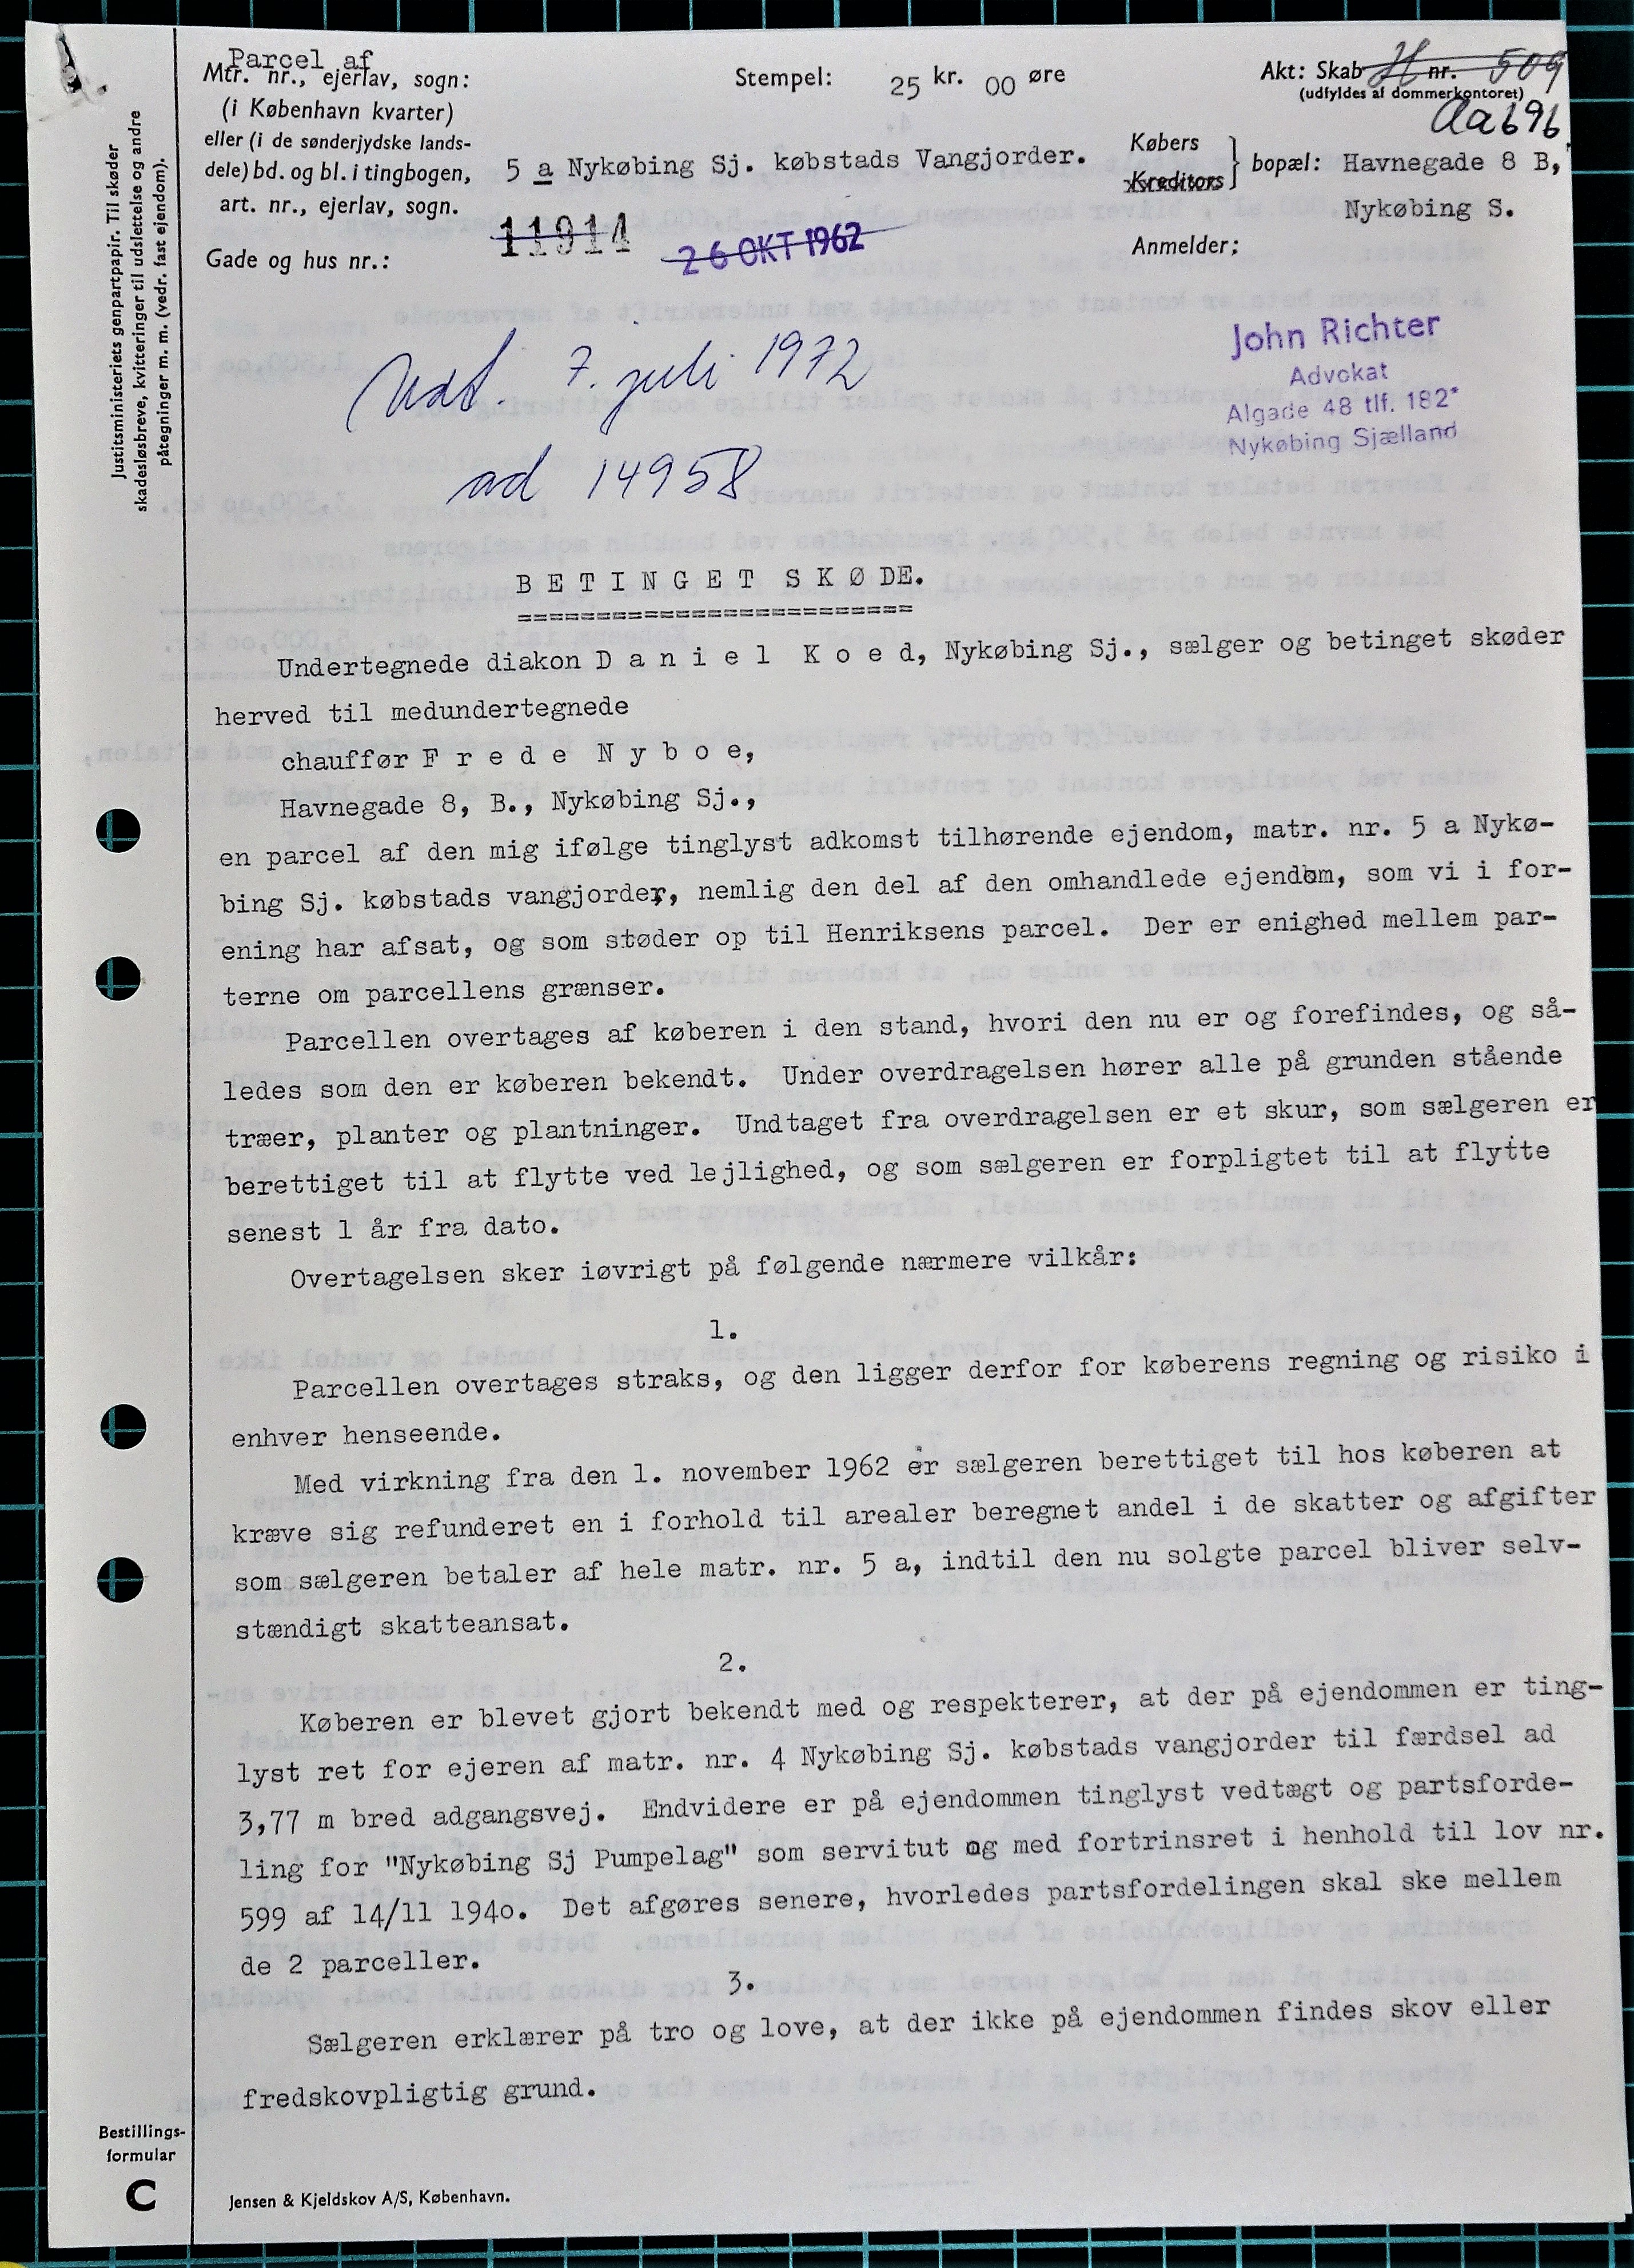 Parcel af
Mtr. nr., ejerlav, sogn:
(i København kvarter)
eller (i de sønderjydske lands-
dele) bd. og bl. i tingbogen,
art. nr., ejerlav, sogn.
Gade og hus nr.:
5 a Nykøbing Sj. købstads Vangjorder.
11914
26 OKT 1962
Stempel: 25 kr. 00 øre
Akt: Skab H nr. 509
(udfyldes af dommerkontoret)
Aa 696
Købers
Kreditors
bopæl: Havnegade 8 B,
Nykøbing S.
Anmelder:
John Richter
Advokat
Algade 48 tlf. 182*
Nykøbing Sjælland
Justitsministeriets genpartpapir. Til skøder
skadesløsbreve, kvitteringer til udslettelse og andre
påtegninger m. m. (vedr. fast ejendom).
Udl. 7. juli 1972
ad 14958
BETINGET SKØDE.
=========================
Undertegnede diakon Daniel Koed, Nykøbing Sj., sælger og betinget skøder
herved til medundertegnede
chauffør Frede Nyboe,
Havnegade 8, B., Nykøbing Sj.,
en parcel af den mig ifølge tinglyst adkomst tilhørende ejendom, matr. nr. 5 a Nykø-
bing Sj. købstads vangjorder, nemlig den del af den omhandlede ejendom, som vi i for-
ening har afsat, og som støder op til Henriksens parcel. Der er enighed mellem par-
terne om parcellens grænser.
Parcellen overtages af køberen i den stand, hvori den nu er og forefindes, og så-
ledes som den er køberen bekendt. Under overdragelsen hører alle på grunden stående
træer, planter og plantninger. Undtaget fra overdragelsen er et skur, som sælgeren er
berettiget til at flytte ved lejlighed, og som sælgeren er forpligtet til at flytte
senest 1 år fra dato.
Overtagelsen sker iøvrigt på følgende nærmere vilkår:
1.
Parcellen overtages straks, og den ligger derfor for køberens regning og risiko i
enhver henseende.
Med virkning fra den 1. november 1962 er sælgeren berettiget til hos køberen at
kræve sig refunderet en i forhold til arealer beregnet andel i de skatter og afgifter
som sælgeren betaler af hele matr. nr. 5 a, indtil den nu solgte parcel bliver selv-
stændigt skatteansat.
2.
Køberen er blevet gjort bekendt med og respekterer, at der på ejendommen er ting-
lyst ret for ejeren af matr. nr. 4 Nykøbing Sj. købstads vangjorder til færdsel ad
3,77 m bred adgangsvej. Endvidere er på ejendommen tinglyst vedtægt og partsforde-
ling for "Nykøbing Sj Pumpelag" som servitut og med fortrinsret i henhold til lov nr.
599 af 14/11 1940. Det afgøres senere, hvorledes partsfordelingen skal ske mellem
de 2 parceller.
3.
Sælgeren erklærer på tro og love, at der ikke på ejendommen findes skov eller
fredskovpligtig grund.
Bestillings-
formular
C
Jensen & Kjeldskov A/S, København.